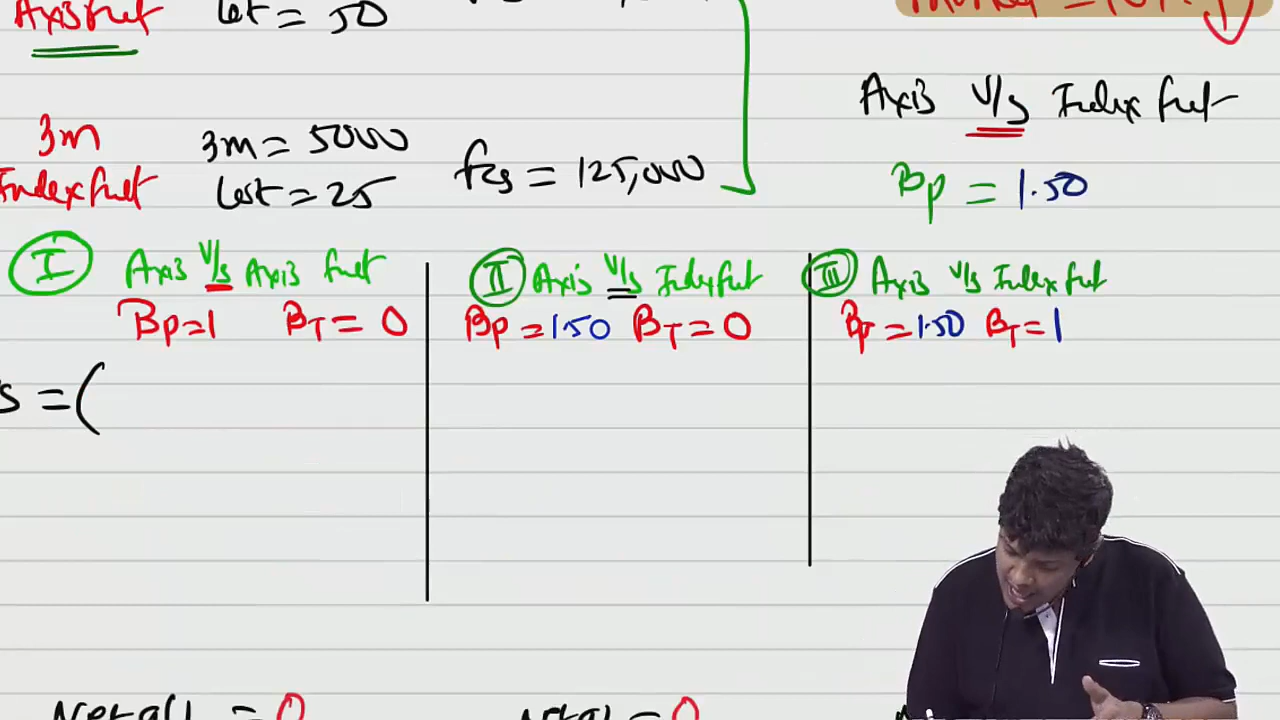 Axis fut
Lot = 50
3m
Index fut
3m = 5000
Lot = 25
fcs = 125,000
Axis v/s Index fut
Bp = 1.50
I Axis v/s Axis fut
Bp=1 BT = 0
II Axis v/s Index fut
Bp = 1.50 BT = 0
III Axis v/s Index fut
Bp = 1.50 BT = 1
s = (
= 0
= 0